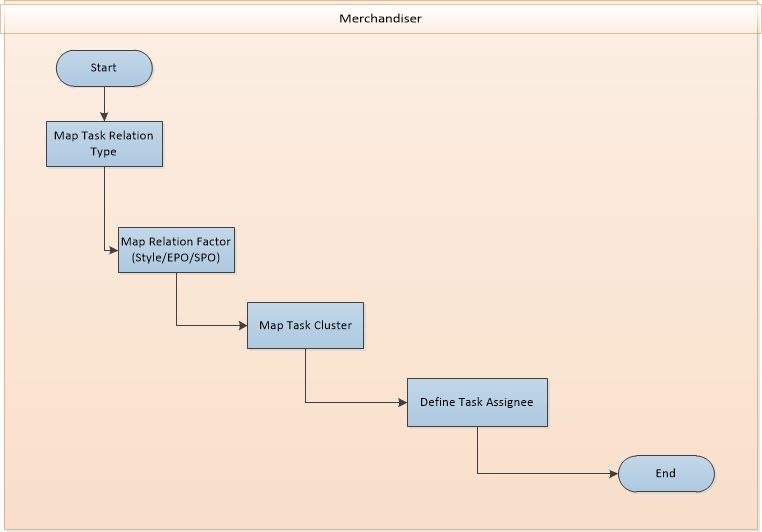 Merchandiser
Start
Map Task Relation
Type
Map Relation Factor
(Style/EPO/SPO)
Map Task Cluster
Define Task Assignee
End